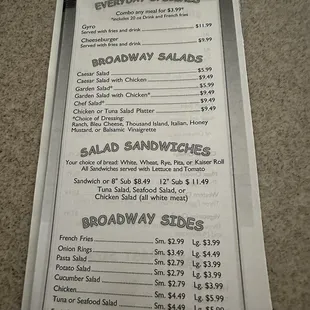 EVERYDAY SPECIALS
Combo any meal for $3.99*
*Includes 20 oz Drink and French fries
Gyro $11.99
Served with fries and drink
Cheeseburger $9.99
Served with fries and drink
BROADWAY SALADS
Caesar Salad $5.99
Caesar Salad with Chicken $9.49
Garden Salad* $5.99
Garden Salad with Chicken* $9.49
Chef Salad* $9.49
Chicken or Tuna Salad Platter $9.49
*Choice of Dressing:
Ranch, Bleu Cheese, Thousand Island, Italian, Honey
Mustard, or Balsamic Vinaigrette
SALAD SANDWICHES
Your choice of bread: White, Wheat, Rye, Pita, or Kaiser Roll
All Sandwiches served with Lettuce and Tomato
Sandwich or 8" Sub $8.49 12" Sub $ 11.49
Tuna Salad, Seafood Salad, or
Chicken Salad (all white meat)
BROADWAY SIDES
French Fries Sm. $2.99 Lg. $3.99
Onion Rings Sm. $3.49 Lg. $4.49
Pasta Salad Sm. $2.79 Lg. $3.99
Potato Salad Sm. $2.79 Lg. $3.99
Cucumber Salad Sm. $2.79 Lg. $3.99
Chicken Sm. $4.49 Lg. $5.99
Tuna or Seafood Salad Sm. $4.49 Lg. $5.99